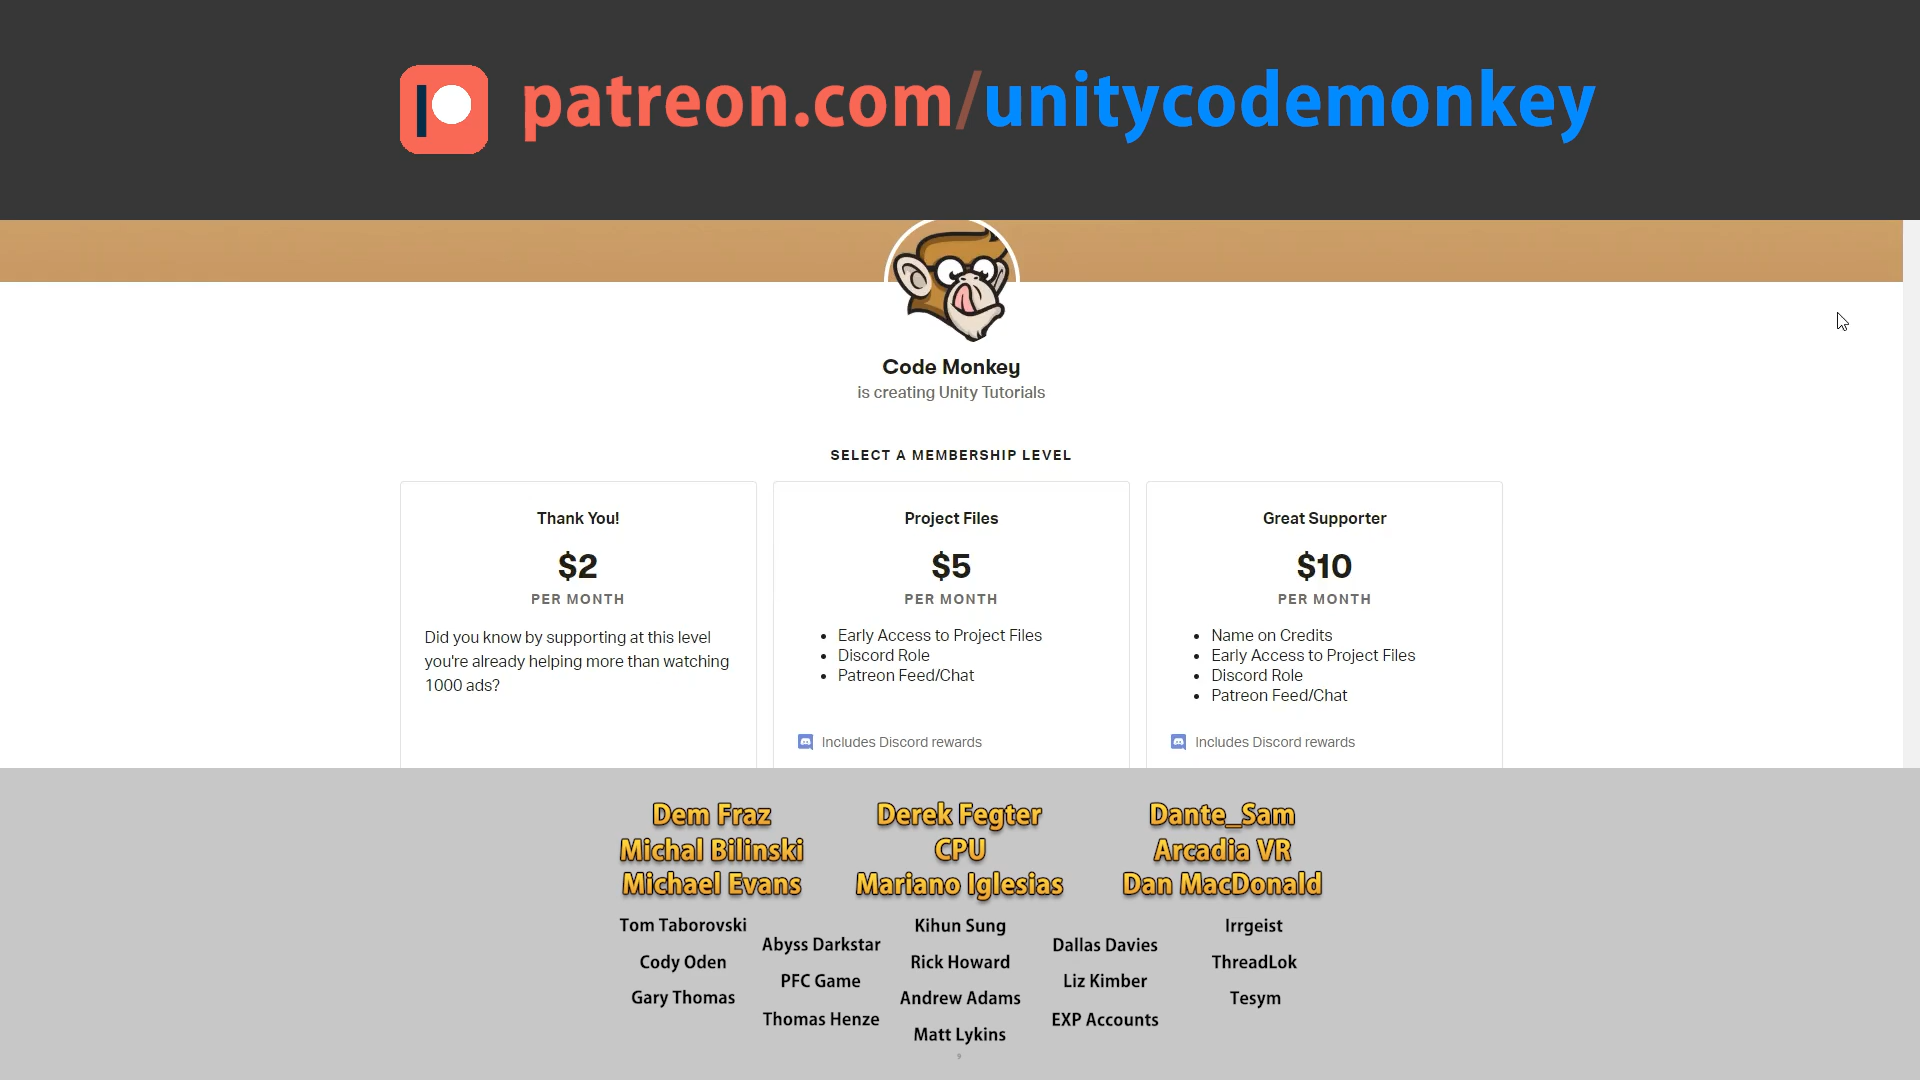 patreon.com/unitycodemonkey
Code Monkey
is creating Unity Tutorials
SELECT A MEMBERSHIP LEVEL
Thank You!
$2
PER MONTH
Did you know by supporting at this level
you're already helping more than watching
1000 ads?
Project Files
$5
PER MONTH
• Early Access to Project Files
• Discord Role
• Patreon Feed/Chat
Includes Discord rewards
Great Supporter
$10
PER MONTH
• Name on Credits
• Early Access to Project Files
• Discord Role
• Patreon Feed/Chat
Includes Discord rewards
Dem Fraz
Michal Bilinski
Michael Evans
Derek Fegter
CPU
Mariano Iglesias
Dante_Sam
Arcadia VR
Dan MacDonald
Tom Taborovski
Cody Oden
Gary Thomas
Abyss Darkstar
PFC Game
Thomas Henze
Kihun Sung
Rick Howard
Andrew Adams
Matt Lykins
Dallas Davies
Liz Kimber
EXP Accounts
Irrgeist
ThreadLok
Tesym